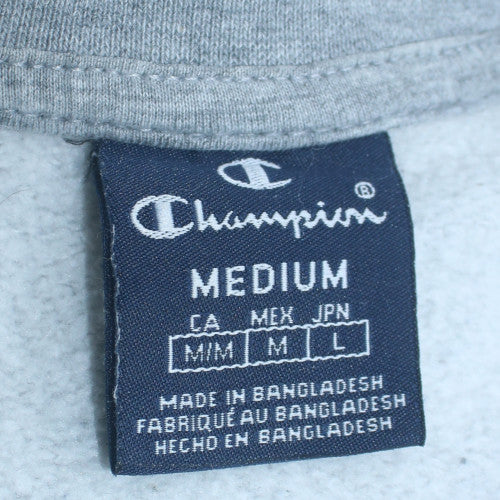 Champion®
MEDIUM
CA MEX JPN
M/M M L
MADE IN BANGLADESH
FABRIQUÉ AU BANGLADESH
HECHO EN BANGLADESH